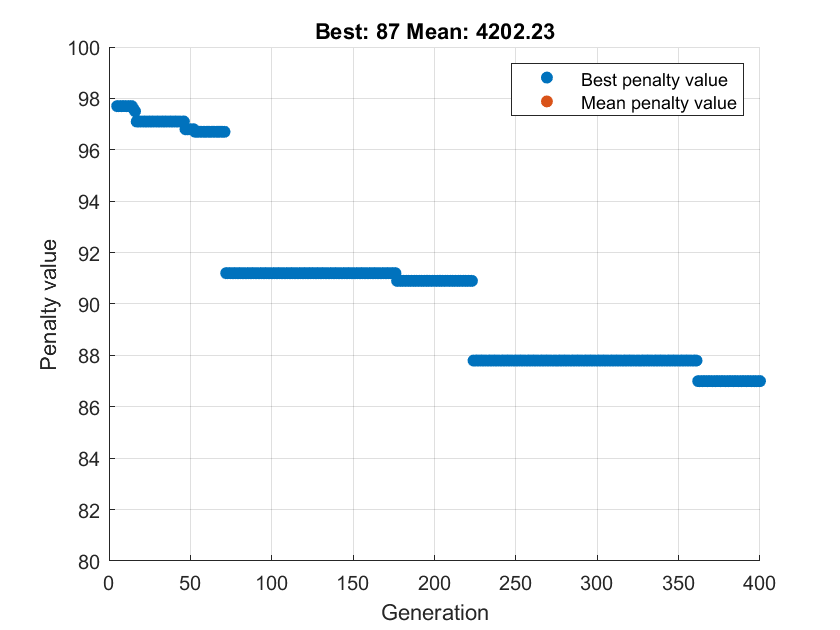 Best: 87 Mean: 4202.23
100
98
96
94
92
90
88
86
84
82
80
Penalty value
Best penalty value
Mean penalty value
0 50 100 150 200 250 300 350 400
Generation